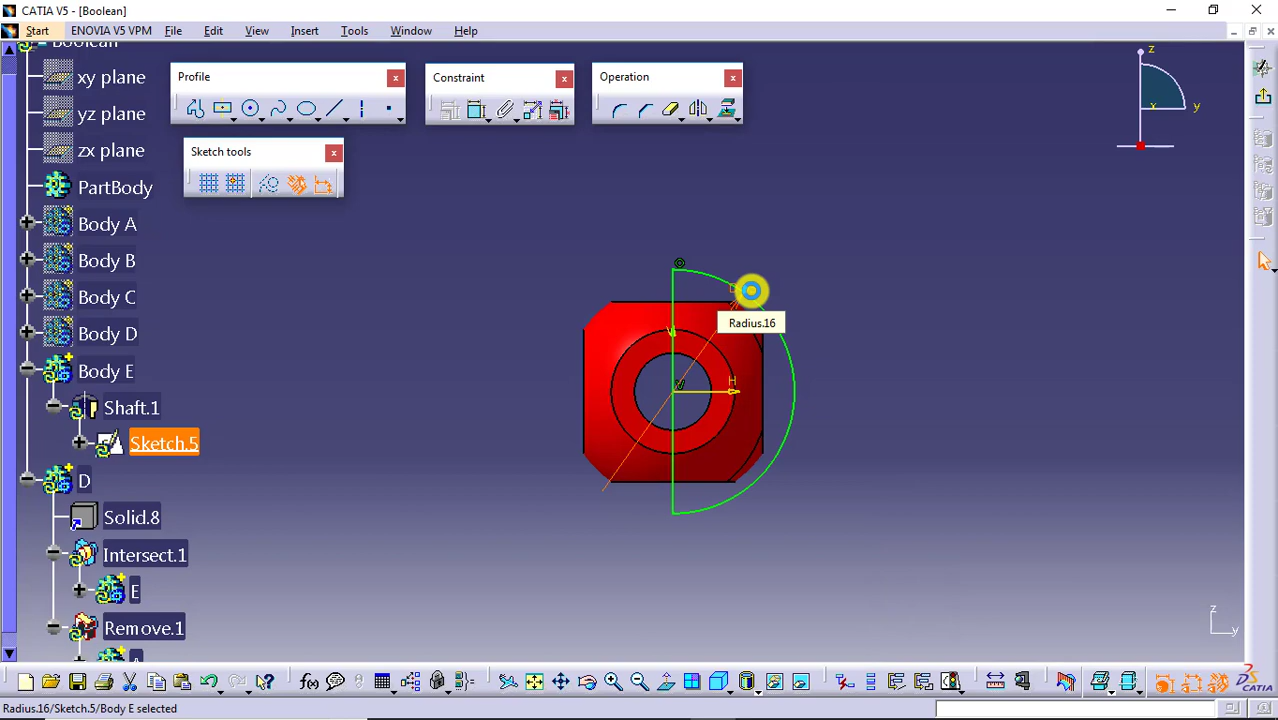 CATIA V5 - [Boolean]
Start ENOVIA V5 VPM File Edit View Insert Tools Window Help
Boolean
xy plane
yz plane
zx plane
PartBody
Body A
Body B
Body C
Body D
Body E
Shaft.1
Sketch.5
D
Solid.8
Intersect.1
E
Remove.1
Profile
Constraint
Operation
Sketch tools
z
x
y
Radius.16
V
H
z
y
f(x)
CATIA
Radius.16/Sketch.5/Body E selected